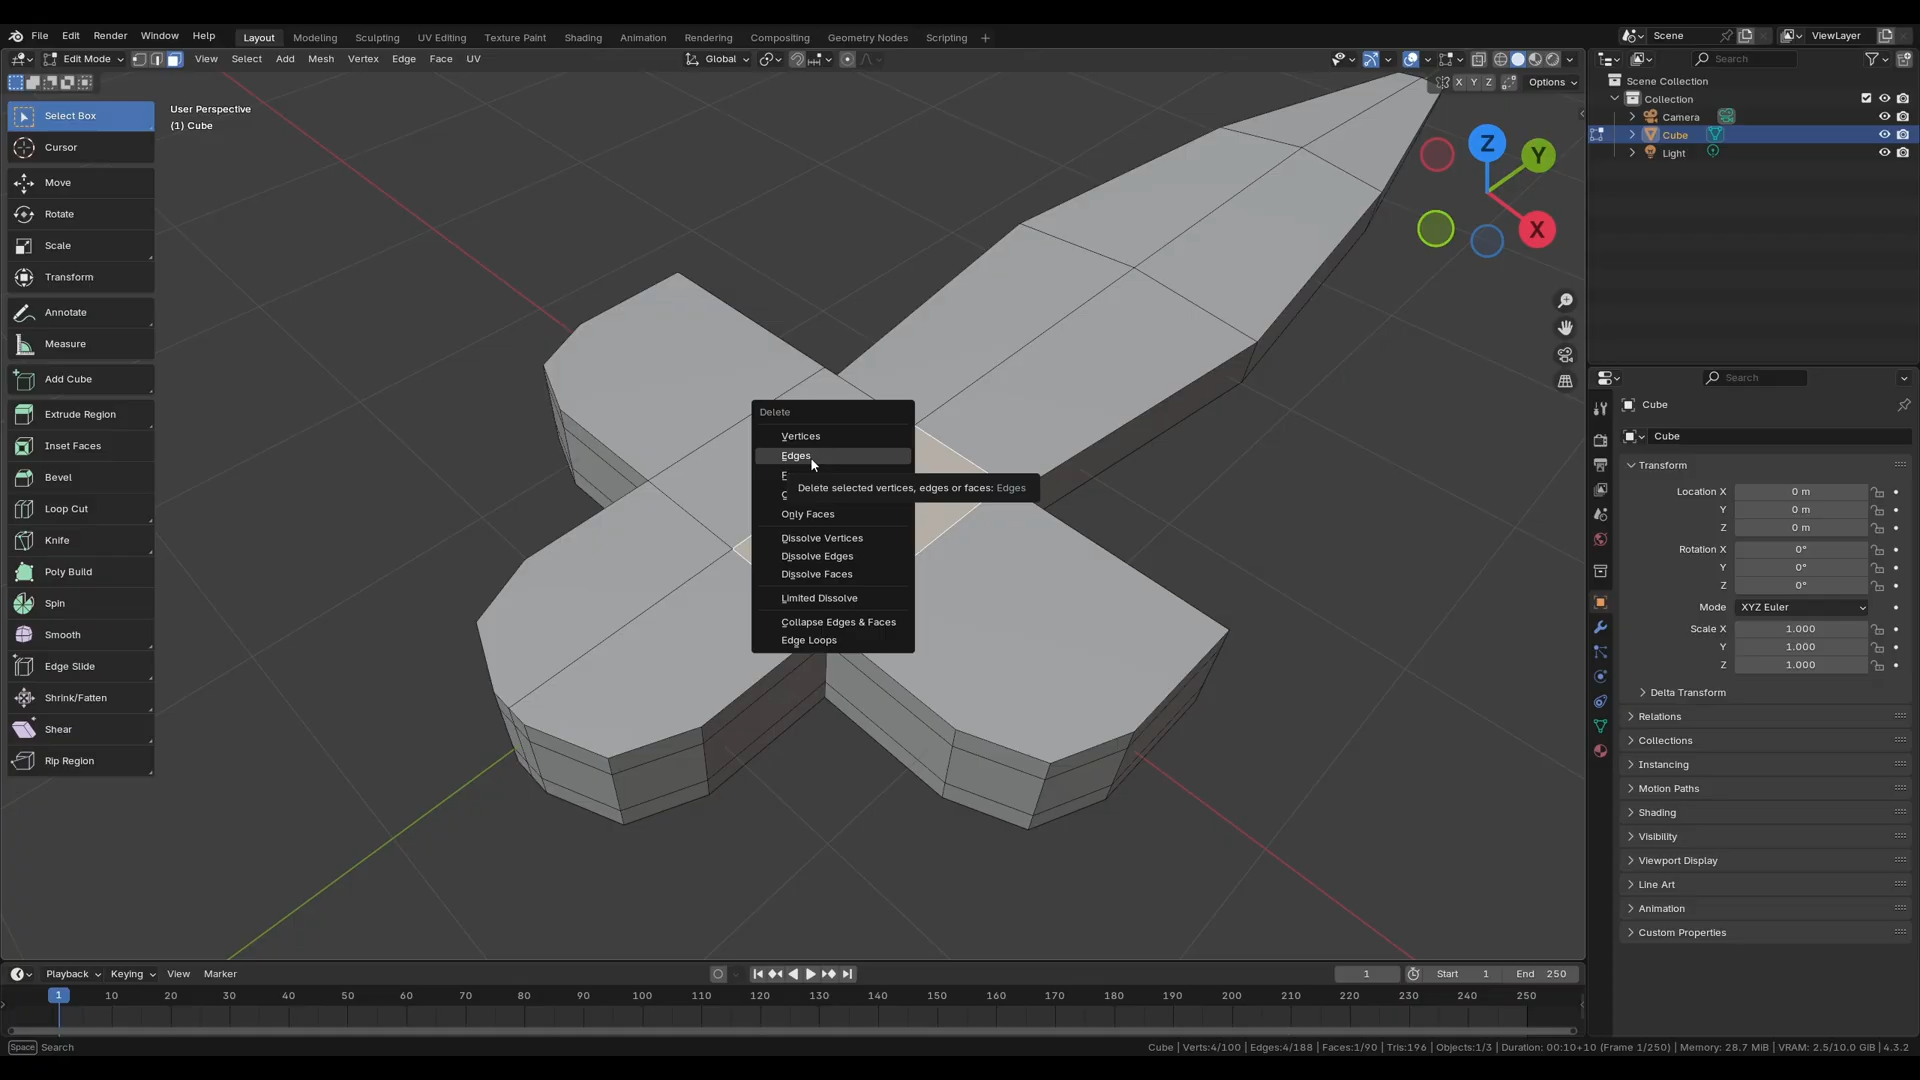 File Edit Render Window Help Layout Modeling Sculpting UV Editing Texture Paint Shading Animation Rendering Compositing Geometry Nodes Scripting + Scene ViewLayer
Edit Mode View Select Add Mesh Vertex Edge Face UV Global Search
X Y Z Options
User Perspective
(1) Cube
Select Box
Cursor
Move
Rotate
Scale
Transform
Annotate
Measure
Add Cube
Extrude Region
Inset Faces
Bevel
Loop Cut
Knife
Poly Build
Spin
Smooth
Edge Slide
Shrink/Fatten
Shear
Rip Region
Z
Y
X
Delete
Vertices
Edges
F
Delete selected vertices, edges or faces: Edges
Only Faces
Dissolve Vertices
Dissolve Edges
Dissolve Faces
Limited Dissolve
Collapse Edges & Faces
Edge Loops
Scene Collection
Collection
Camera
Cube
Light
Search
Cube
Cube
Transform
Location X 0 m
Y 0 m
Z 0 m
Rotation X 0°
Y 0°
Z 0°
Mode XYZ Euler
Scale X 1.000
Y 1.000
Z 1.000
Delta Transform
Relations
Collections
Instancing
Motion Paths
Shading
Visibility
Viewport Display
Line Art
Animation
Custom Properties
Playback Keying View Marker 1 Start 1 End 250
1 10 20 30 40 50 60 70 80 90 100 110 120 130 140 150 160 170 180 190 200 210 220 230 240 250
Space Search
Cube | Verts:4/100 | Edges:4/188 | Faces:1/90 | Tris:196 | Objects:1/3 | Duration: 00:10+10 (Frame 1/250) | Memory: 28.7 MiB | VRAM: 2.5/10.0 GiB | 4.3.2